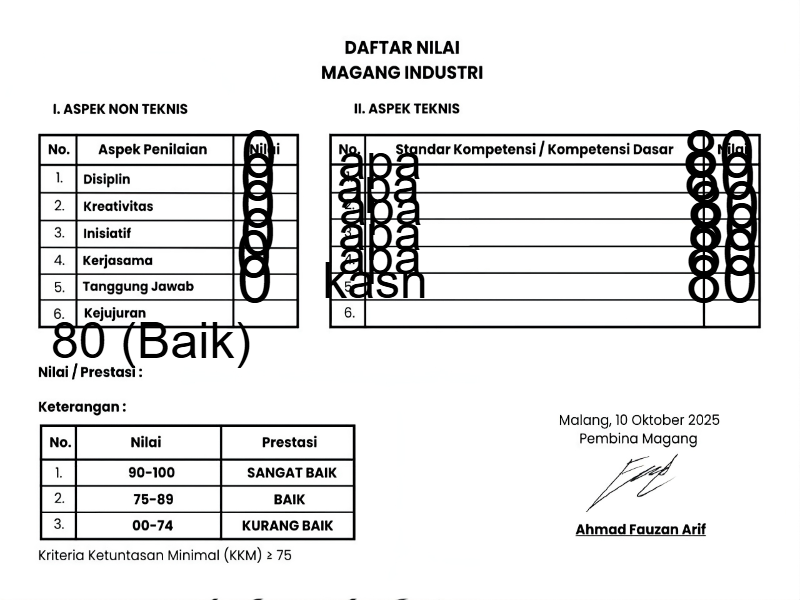 DAFTAR NILAI
MAGANG INDUSTRI
I. ASPEK NON TEKNIS
II. ASPEK TEKNIS
No. Aspek Penilaian Nilai
1. Disiplin 0
2. Kreativitas 0
3. Inisiatif 0
4. Kerjasama 0
5. Tanggung Jawab 0
6. Kejujuran 0
No. Standar Kompetensi / Kompetensi Dasar Nilai
apa 80
apa 80
apa 80
apa 80
apa 80
5. kasn 80
6.
80 (Baik)
Nilai / Prestasi :
Keterangan :
No. Nilai Prestasi
1. 90-100 SANGAT BAIK
2. 75-89 BAIK
3. 00-74 KURANG BAIK
Kriteria Ketuntasan Minimal (KKM) ≥ 75
Malang, 10 Oktober 2025
Pembina Magang
Ahmad Fauzan Arif